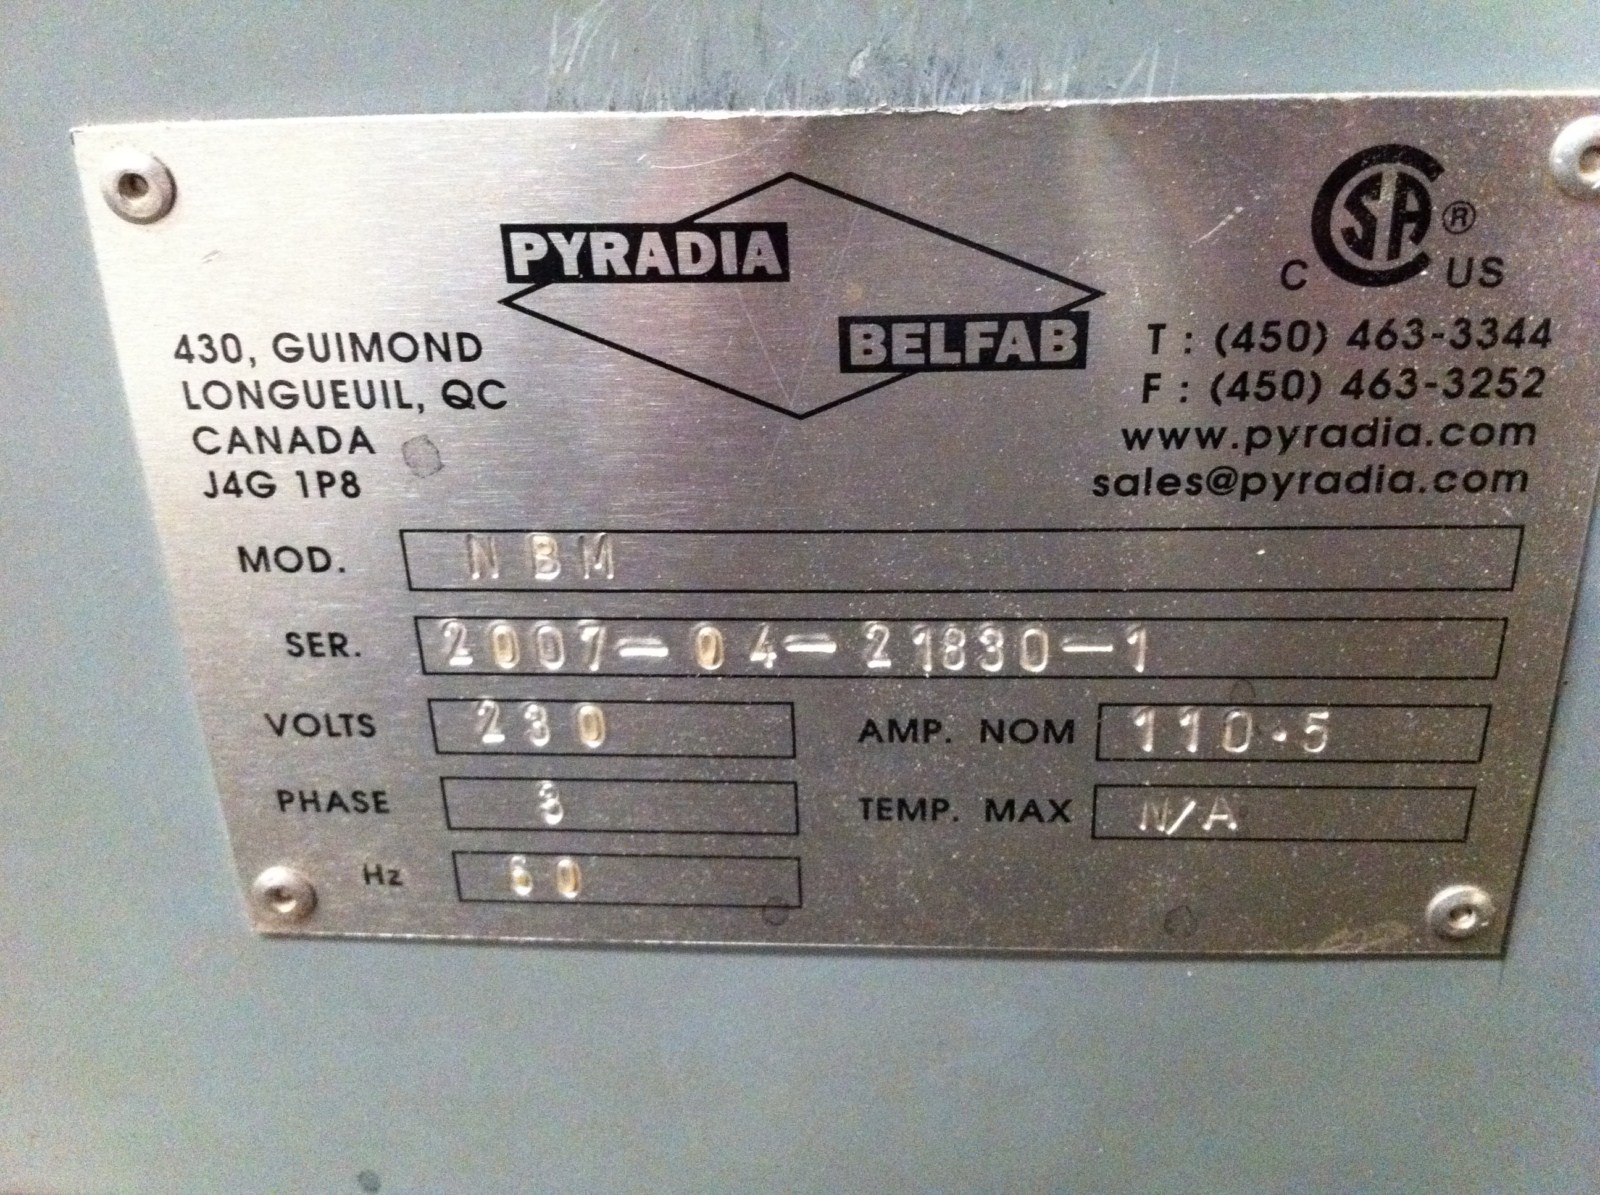 PYRADIA
BELFAB
CSA®
C US
430, GUIMOND
LONGUEUIL, QC
CANADA
J4G 1P8
T : (450) 463-3344
F : (450) 463-3252
www.pyradia.com
sales@pyradia.com
MOD. NBM
SER. 2007-04-21830-1
VOLTS 230 AMP. NOM 110.5
PHASE 3 TEMP. MAX N/A
Hz 60